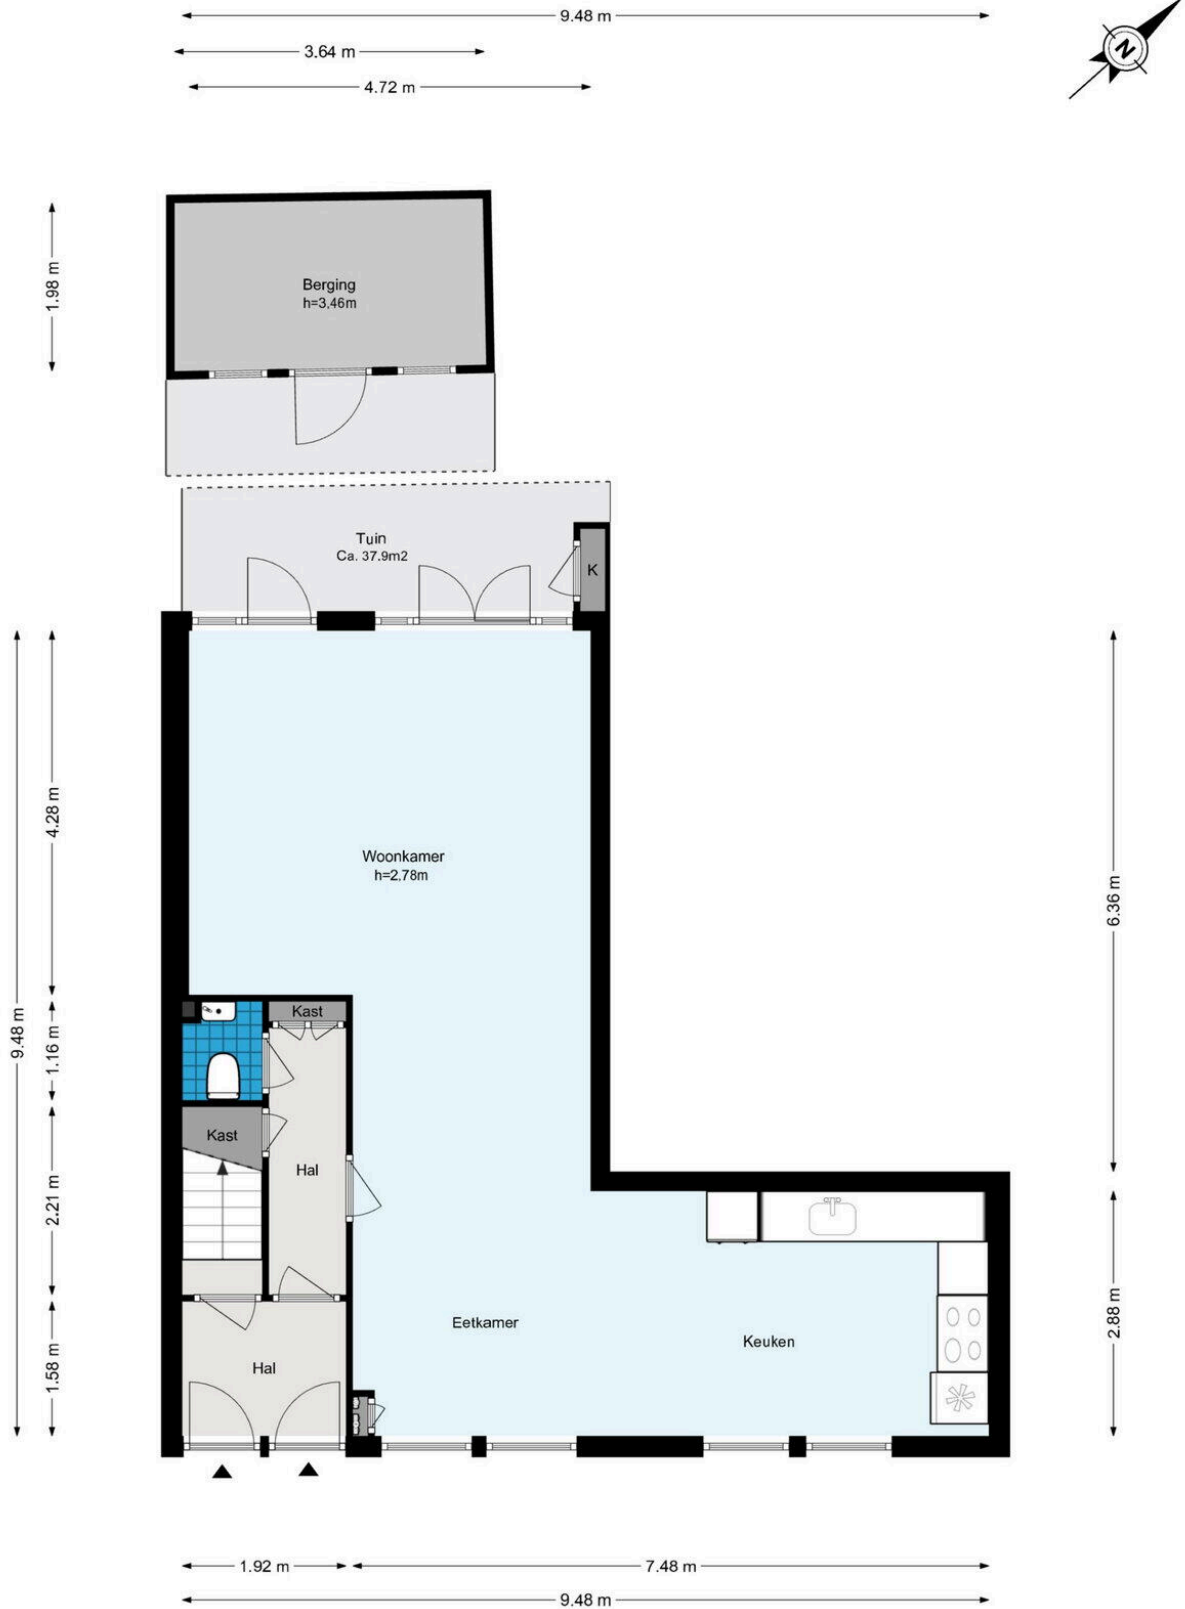 9.48 m
3.64 m
4.72 m
N
1.98 m
Berging
h=3.46m
Tuin
Ca. 37.9m2
K
4.28 m
Woonkamer
h=2.78m
6.36 m
9.48 m
1.16 m
Kast
Kast
Hal
2.21 m
Eetkamer
Keuken
2.88 m
1.58 m
Hal
1.92 m
7.48 m
9.48 m